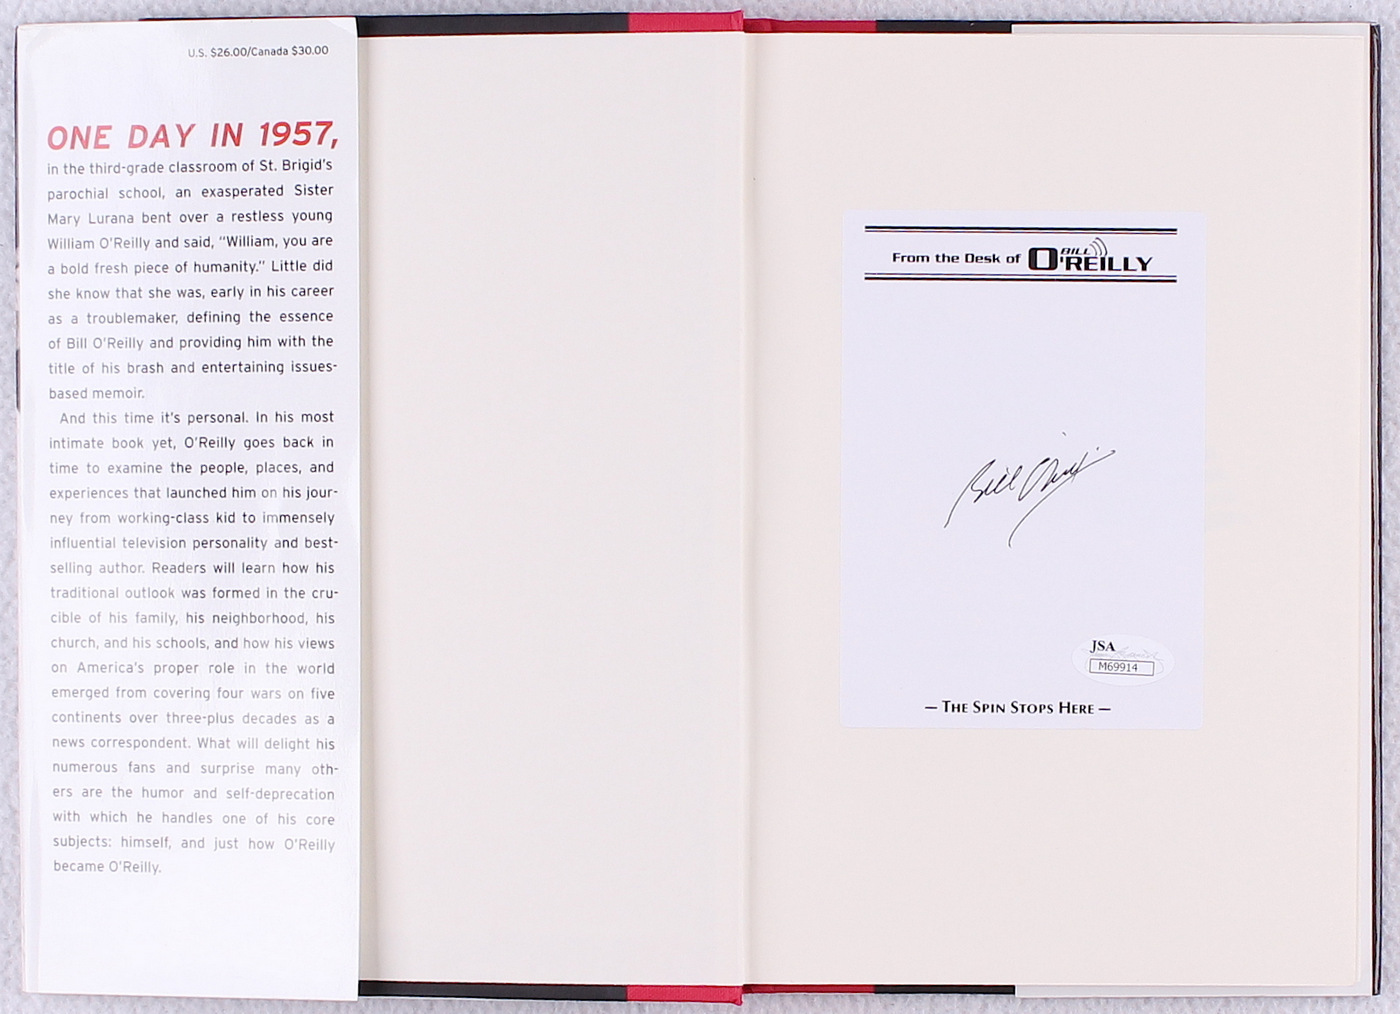 U.S. $26.00/Canada $30.00
ONE DAY IN 1957,
in the third-grade classroom of St. Brigid's
parochial school, an exasperated Sister
Mary Lurana bent over a restless young
William O'Reilly and said, "William, you are
a bold fresh piece of humanity." Little did
she know that she was, early in his career
as a troublemaker, defining the essence
of Bill O'Reilly and providing him with the
title of his brash and entertaining issues-
based memoir.
And this time it's personal. In his most
intimate book yet, O'Reilly goes back in
time to examine the people, places, and
experiences that launched him on his jour-
ney from working-class kid to immensely
influential television personality and best-
selling author. Readers will learn how his
traditional outlook was formed in the cru-
cible of his family, his neighborhood, his
church, and his schools, and how his views
on America's proper role in the world
emerged from covering four wars on five
continents over three-plus decades as a
news correspondent. What will delight his
numerous fans and surprise many oth-
ers are the humor and self-deprecation
with which he handles one of his core
subjects: himself, and just how O'Reilly
became O'Reilly.
From the Desk of BILL O'REILLY
Bill O'Reilly
JSA
M69914
— THE SPIN STOPS HERE —